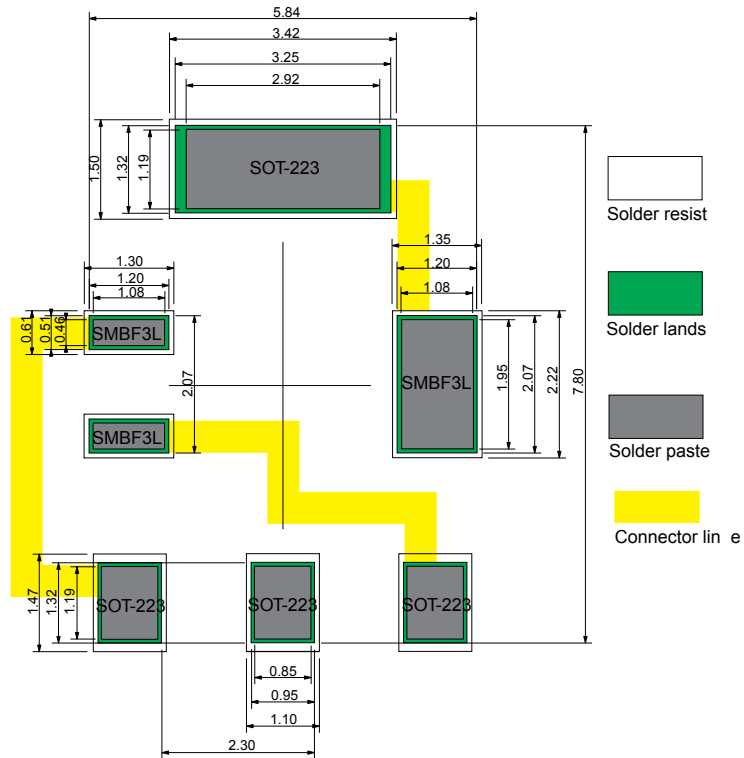 5.84
3.42
3.25
2.92
1.50
1.32
1.19
SOT-223
Solder resist
1.35
1.20
1.08
1.30
1.20
1.08
Solder lands
0.61
0.51
0.46
SMBF3L
2.07
SMBF3L
1.95
2.07
2.22
7.80
SMBF3L
Solder paste
Connector lin e
1.47
1.32
1.19
SOT-223
SOT-223
SOT-223
0.85
0.95
1.10
2.30